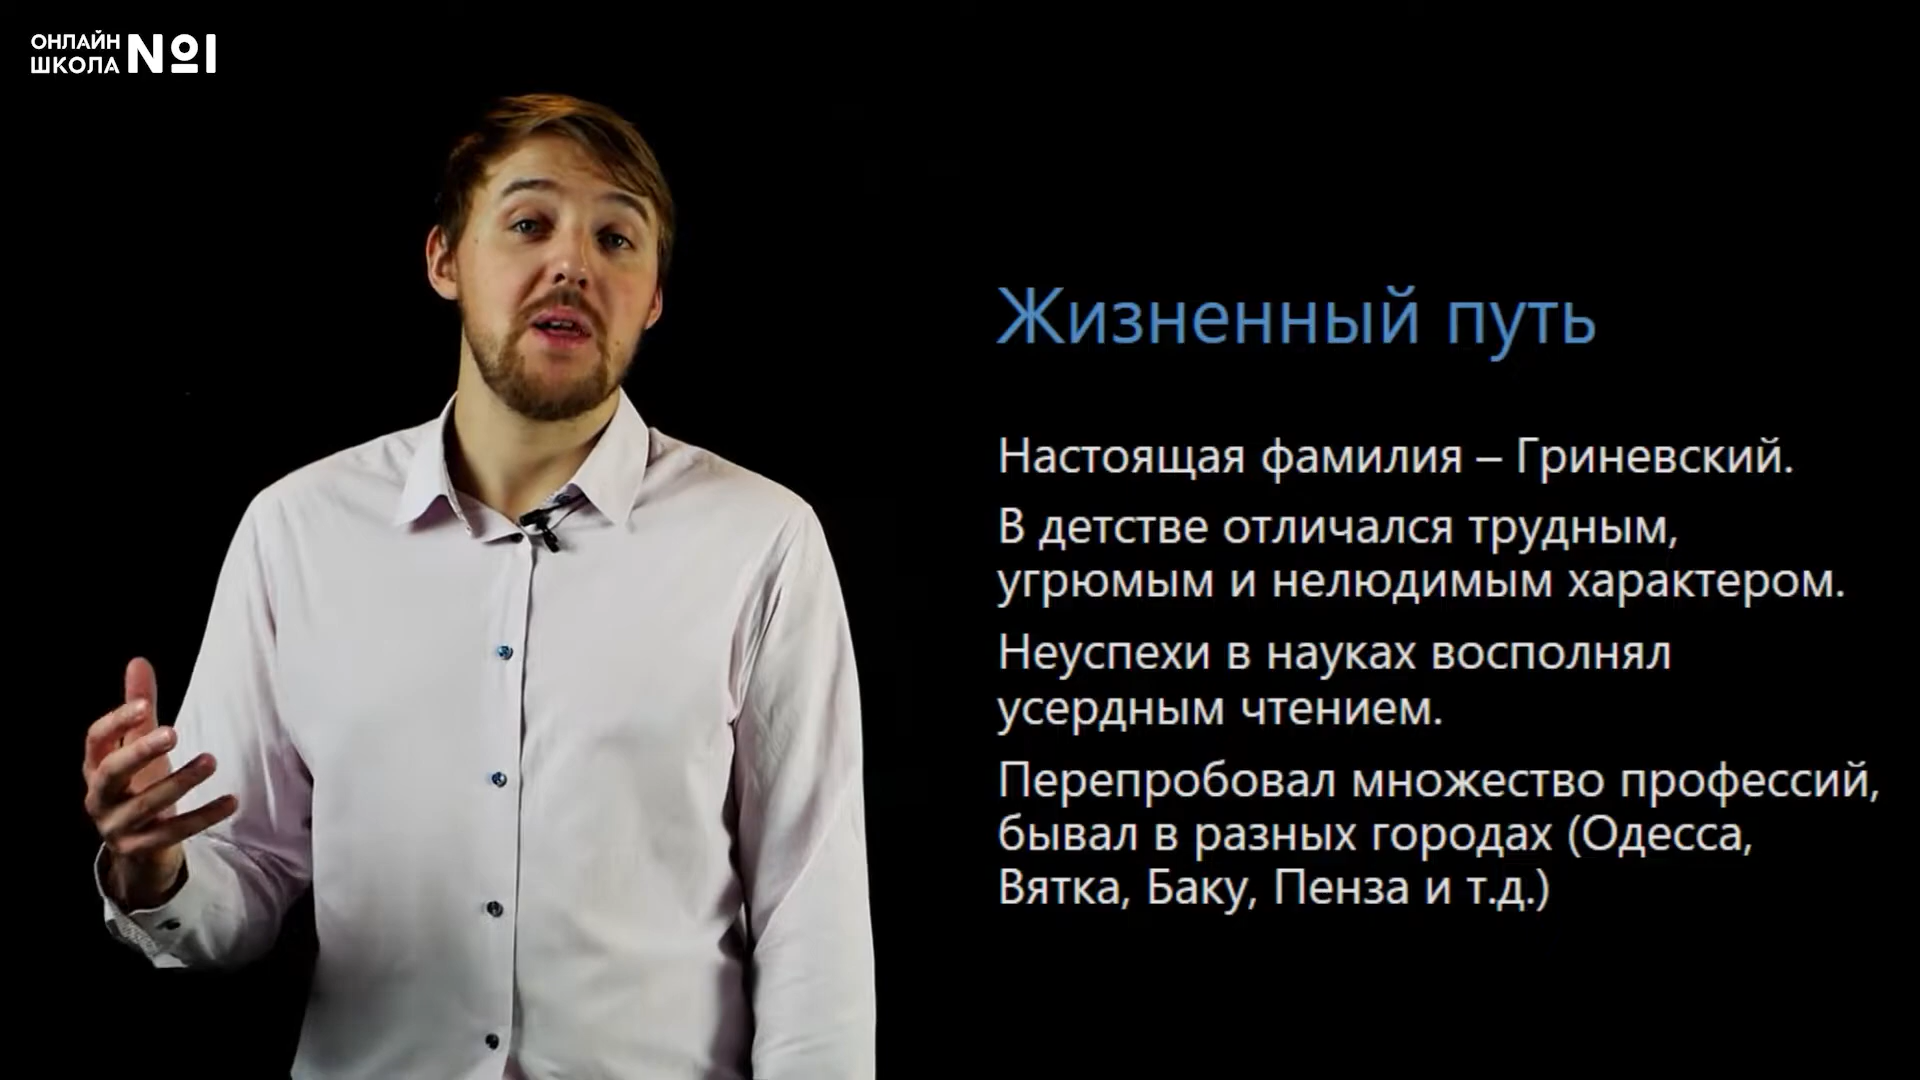 ОНЛАЙН
ШКОЛА №1
Жизненный путь
Настоящая фамилия – Гриневский.
В детстве отличался трудным,
угрюмым и нелюдимым характером.
Неуспехи в науках восполнял
усердным чтением.
Перепробовал множество профессий,
бывал в разных городах (Одесса,
Вятка, Баку, Пенза и т.д.)